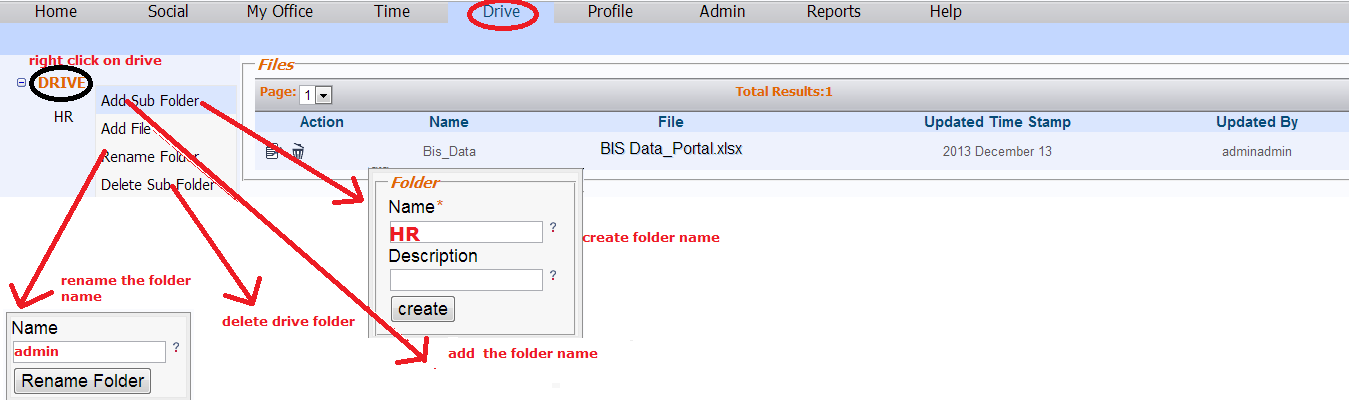 Home Social My Office Time Drive Profile Admin Reports Help
right click on drive
DRIVE
HR
Add Sub Folder
Add File
Rename Folder
Delete Sub Folder
Files
Page: 1 Total Results:1
Action Name File Updated Time Stamp Updated By
Bis_Data BIS Data_Portal.xlsx 2013 December 13 adminadmin
Folder
Name*
HR ?
create folder name
Description
?
create
rename the folder
name
delete drive folder
add the folder name
Name
admin ?
Rename Folder